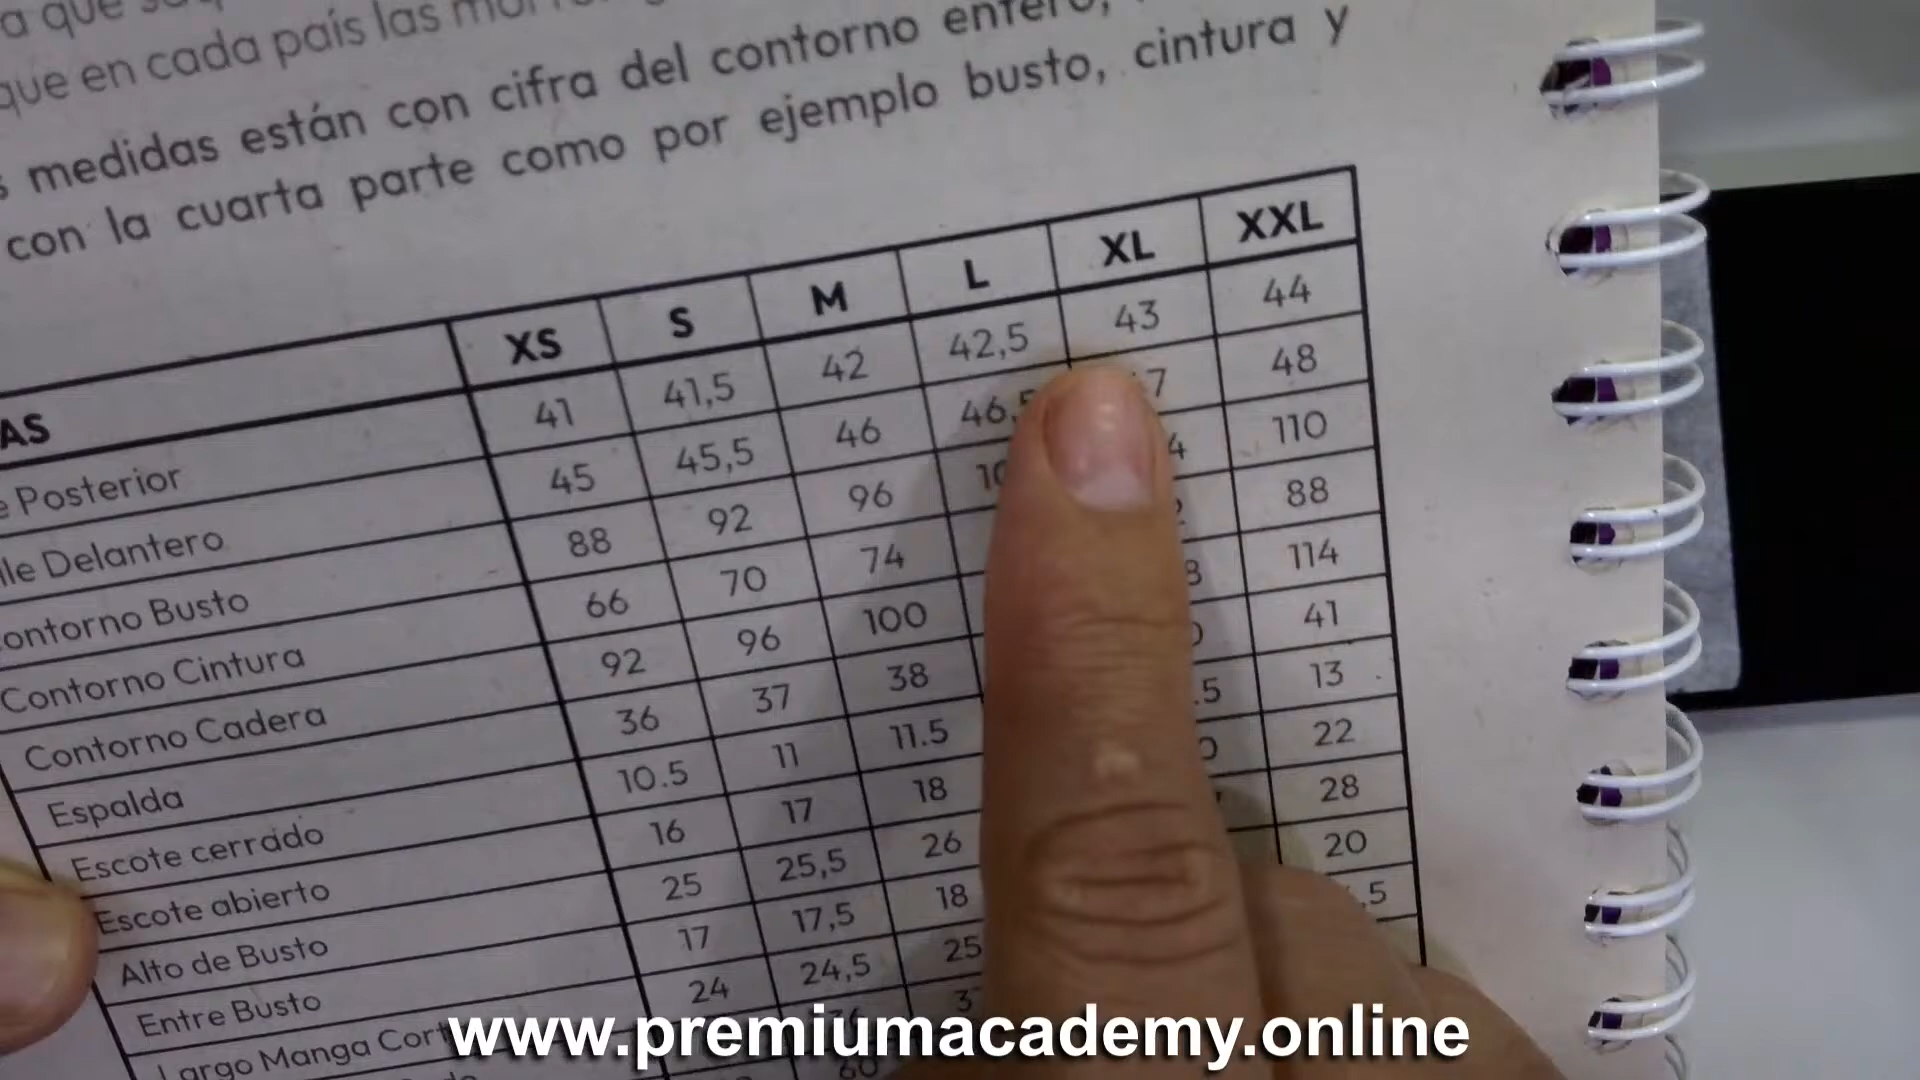 que en cada país las
medidas están con cifra del contorno entero,
con la cuarta parte como por ejemplo busto, cintura y
XS S M L XL XXL
Posterior 41 41,5 42 42,5 43 44
Delantero 45 45,5 46 48
Contorno Busto 88 92 96 110
Contorno Cintura 66 70 74 88
Contorno Cadera 92 96 100 114
Espalda 36 37 38 41
Escote cerrado 10.5 11 11.5 13
Escote abierto 16 17 18 22
Alto de Busto 25 25,5 26 28
Entre Busto 17 17,5 18 20
Largo Manga 24 24,5 25
www.premiumacademy.online